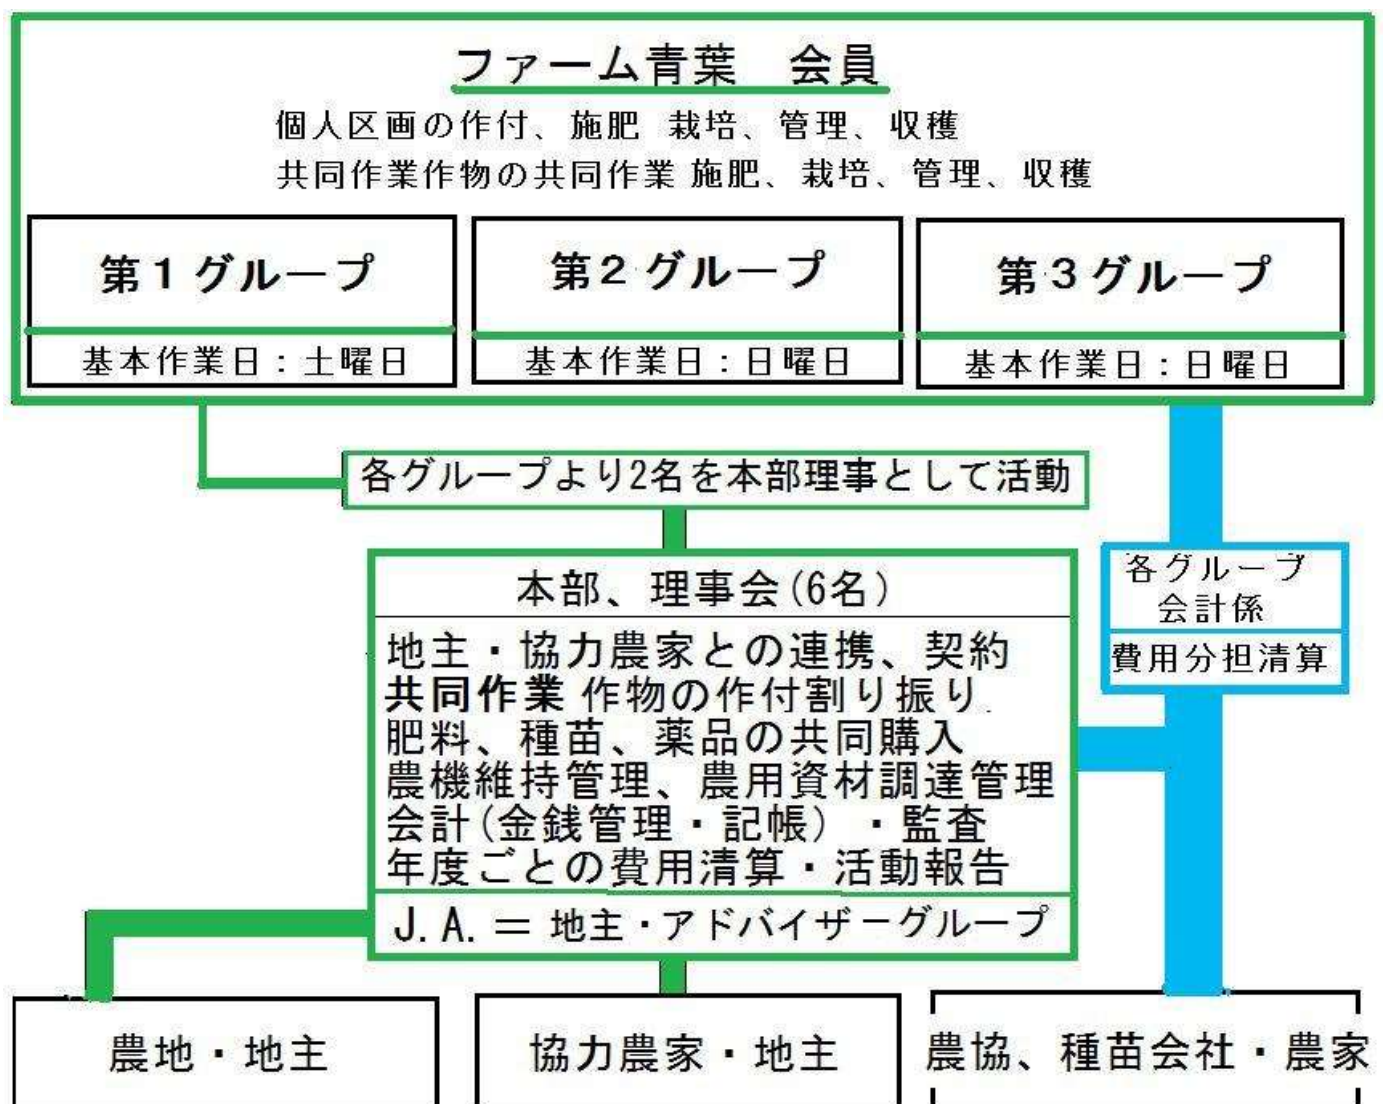 ファーム青葉　会員
個人区画の作付、施肥 栽培、管理、収穫
共同作業作物の共同作業 施肥、栽培、管理、収穫
第１グループ
基本作業日：土曜日
第２グループ
基本作業日：日曜日
第３グループ
基本作業日：日曜日
各グループより2名を本部理事として活動
本部、理事会(6名)
地主・協力農家との連携、契約
共同作業 作物の作付割り振り
肥料、種苗、薬品の共同購入
農機維持管理、農用資材調達管理
会計(金銭管理・記帳）・監査
年度ごとの費用清算・活動報告
J.A.＝ 地主・アドバイザーグループ
各グループ
会計係
費用分担清算
農地・地主
協力農家・地主
農協、種苗会社・農家